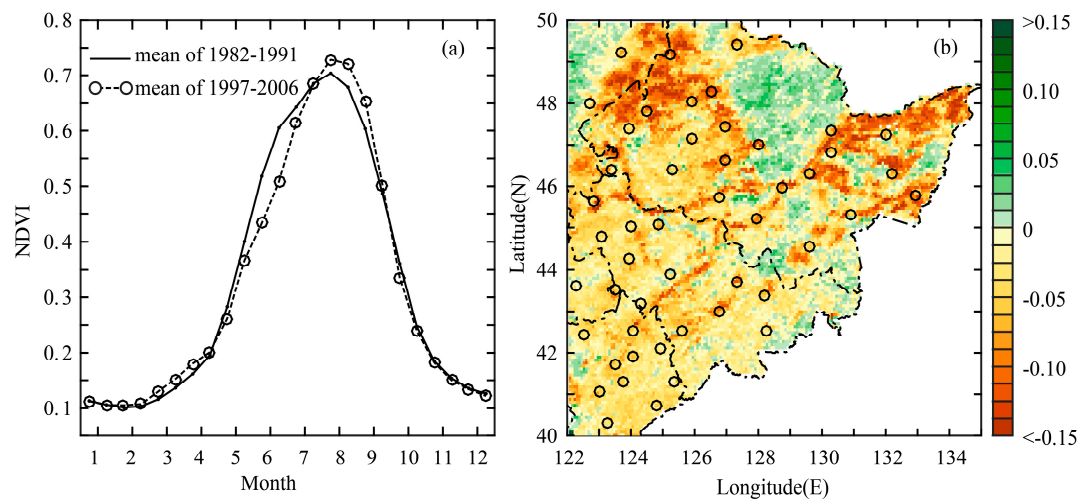 0.8
0.7
0.6
0.5
0.4
0.3
0.2
0.1
NDVI
mean of 1982-1991
mean of 1997-2006
(a)
1 2 3 4 5 6 7 8 9 10 11 12
Month
50
48
46
44
42
40
Latitude(N)
(b)
122 124 126 128 130 132 134
Longitude(E)
>0.15
0.10
0.05
0
-0.05
-0.10
<-0.15